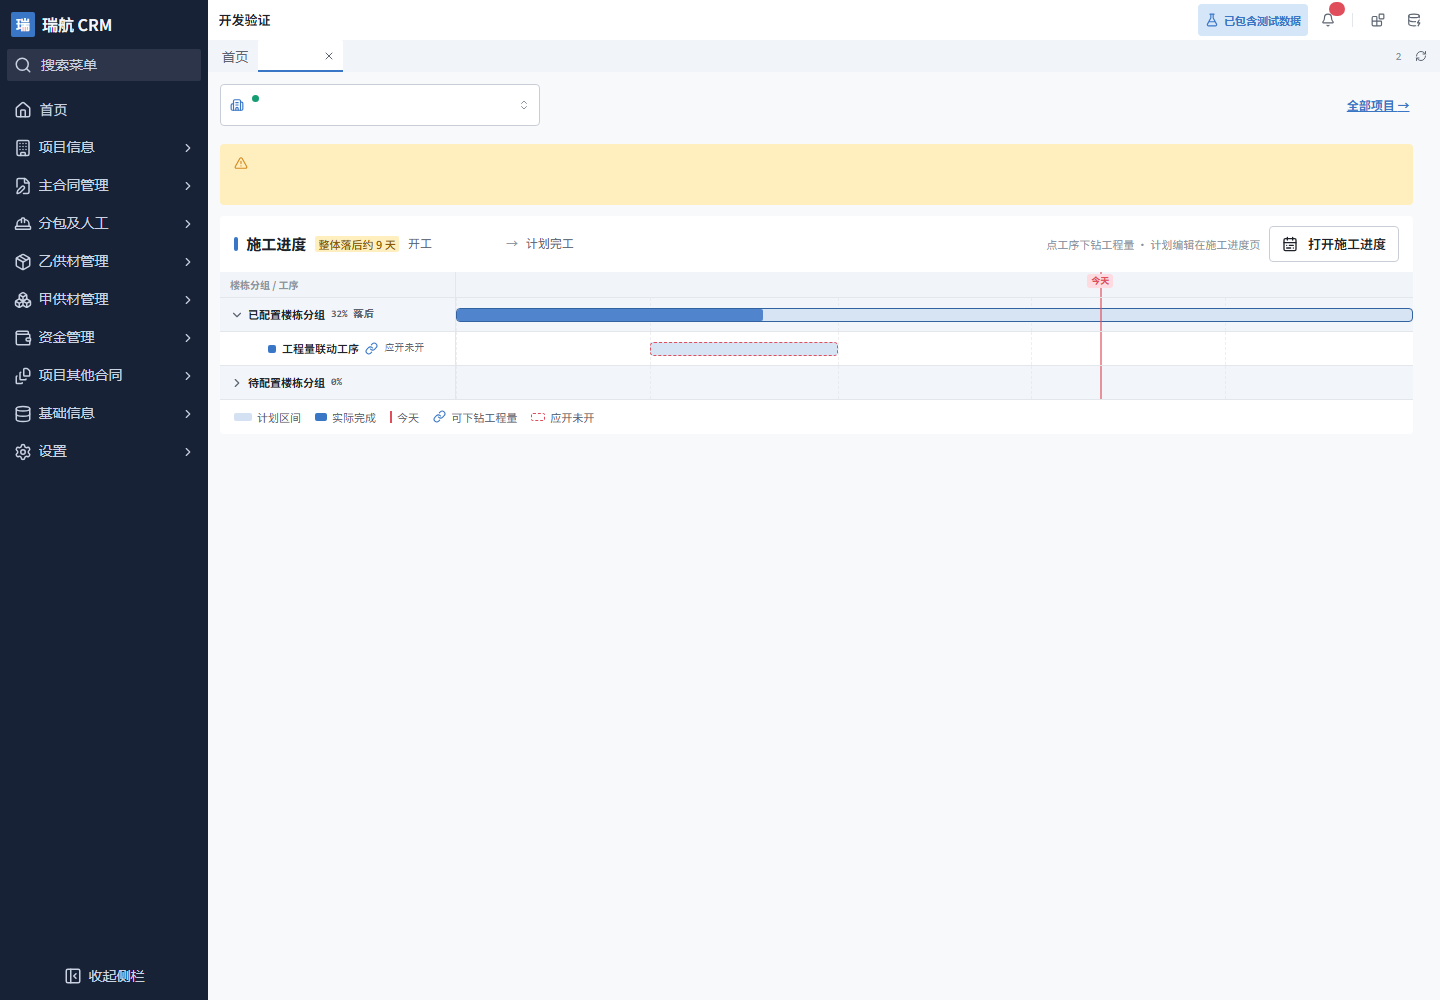 瑞 瑞航 CRM
搜索菜单
首页
项目信息
主合同管理
分包及人工
乙供材管理
甲供材管理
资金管理
项目其他合同
基础信息
设置
收起侧栏
开发验证
已包含测试数据
首页
2
全部项目 →
施工进度 整体落后约 9 天 开工 → 计划完工
点工序下钻工程量 · 计划编辑在施工进度页 打开施工进度
楼栋分组 / 工序
今天
已配置楼栋分组 32% 落后
工程量联动工序 应开未开
待配置楼栋分组 0%
计划区间 实际完成 今天 可下钻工程量 应开未开